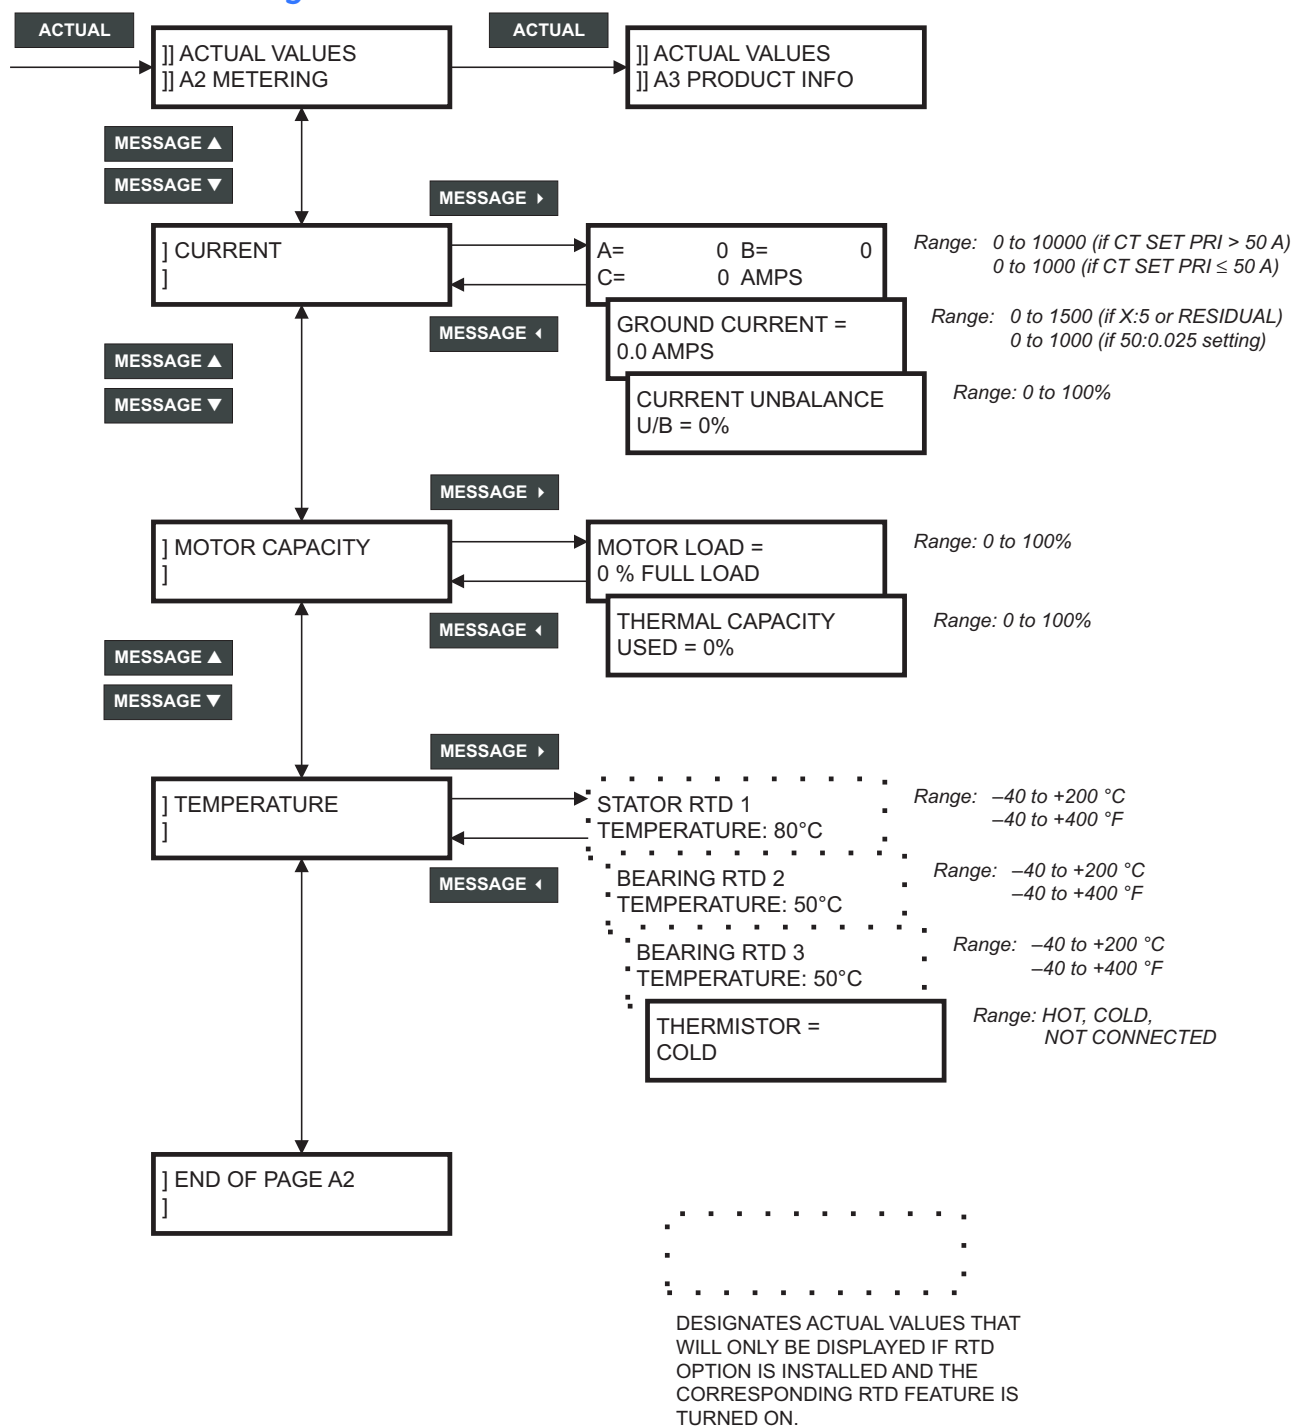 ACTUAL
ACTUAL
]] ACTUAL VALUES
]] A2 METERING
]] ACTUAL VALUES
]] A3 PRODUCT INFO
MESSAGE ▲
MESSAGE ▼
MESSAGE ▸
] CURRENT
]
A= 0 B= 0
C= 0 AMPS
Range: 0 to 10000 (if CT SET PRI > 50 A)
0 to 1000 (if CT SET PRI ≤ 50 A)
MESSAGE ◂
GROUND CURRENT =
0.0 AMPS
Range: 0 to 1500 (if X:5 or RESIDUAL)
0 to 1000 (if 50:0.025 setting)
MESSAGE ▲
MESSAGE ▼
CURRENT UNBALANCE
U/B = 0%
Range: 0 to 100%
MESSAGE ▸
] MOTOR CAPACITY
]
MOTOR LOAD =
0 % FULL LOAD
Range: 0 to 100%
MESSAGE ◂
THERMAL CAPACITY
USED = 0%
Range: 0 to 100%
MESSAGE ▲
MESSAGE ▼
MESSAGE ▸
] TEMPERATURE
]
STATOR RTD 1
TEMPERATURE: 80°C
Range: –40 to +200 °C
–40 to +400 °F
MESSAGE ◂
BEARING RTD 2
TEMPERATURE: 50°C
Range: –40 to +200 °C
–40 to +400 °F
BEARING RTD 3
TEMPERATURE: 50°C
Range: –40 to +200 °C
–40 to +400 °F
THERMISTOR =
COLD
Range: HOT, COLD,
NOT CONNECTED
] END OF PAGE A2
]
DESIGNATES ACTUAL VALUES THAT
WILL ONLY BE DISPLAYED IF RTD
OPTION IS INSTALLED AND THE
CORRESPONDING RTD FEATURE IS
TURNED ON.